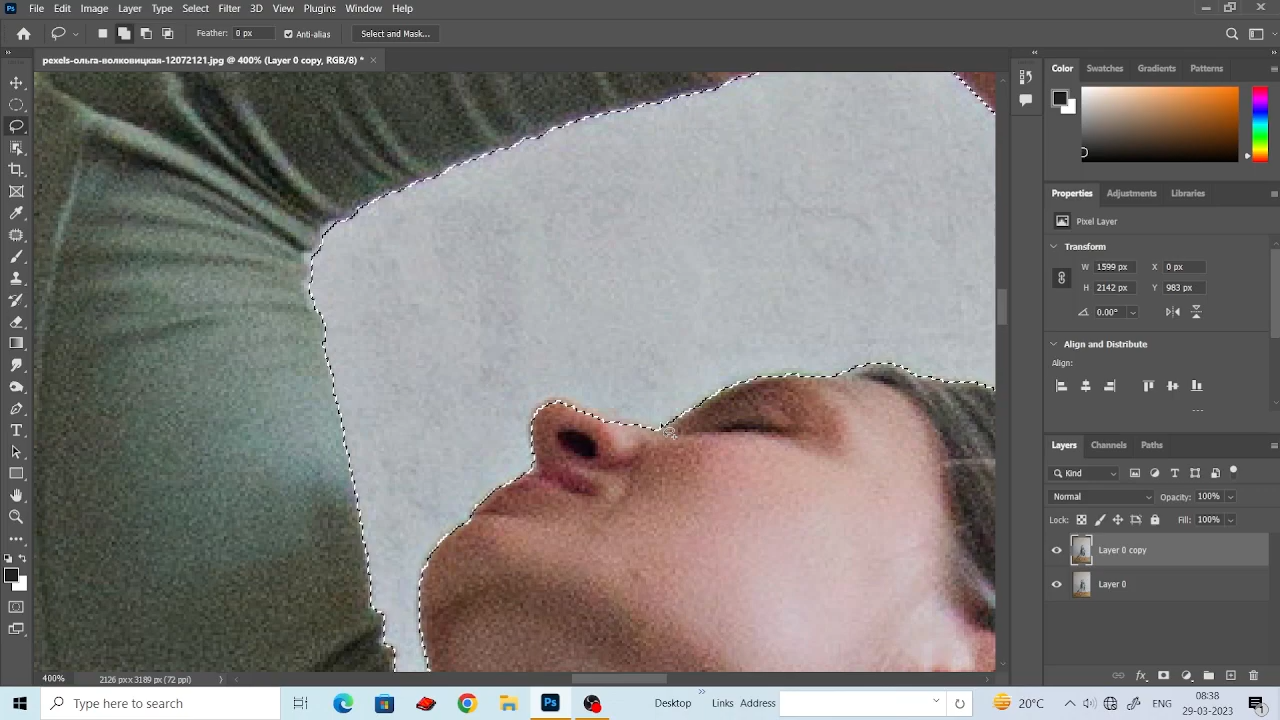 Ps File Edit Image Layer Type Select Filter 3D View Plugins Window Help
Feather: 0 px Anti-alias Select and Mask...
pexels-ольга-волковицкая-12072121.jpg @ 400% (Layer 0 copy, RGB/8) * ×
Color Swatches Gradients Patterns
Properties Adjustments Libraries
Pixel Layer
Transform
W 1599 px X 0 px
H 2142 px Y 983 px
0.00°
Align and Distribute
Align:
Layers Channels Paths
Kind
Normal Opacity: 100%
Lock: Fill: 100%
Layer 0 copy
Layer 0
400% 2126 px x 3189 px (72 ppi)
Type here to search Ps Desktop Links Address 20°C ENG 08:38
29-03-2023